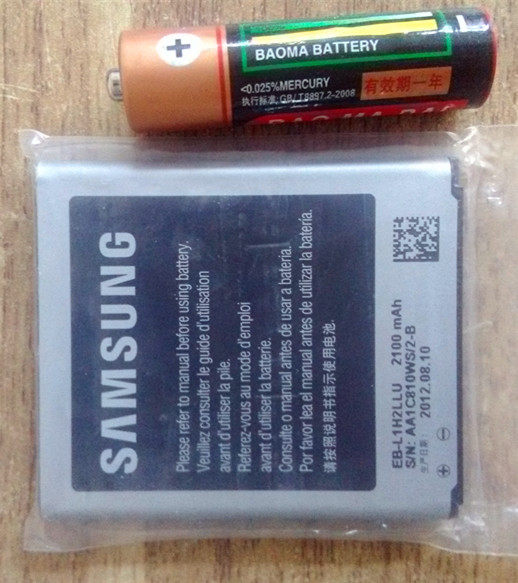 BAOMA BATTERY
<0.025%MERCURY
执行标准:GB/T8897.2-2008
有效期一年
SAMSUNG
Please refer to manual before using battery.
Veuillez consulter le guide d'utilisation
avant d'utiliser la pile.
Referez-vous au mode d'emploi
avant d'utiliser la batterie.
Consulte o manual antes de usar a bateria.
Por favor lea el manual antes de utilizar la batería.
请按照说明书指示使用电池.
EB-L1H2LLU 2100 mAh
S/N: AA1C810WS/2-B
生产日期: 2012.08.10